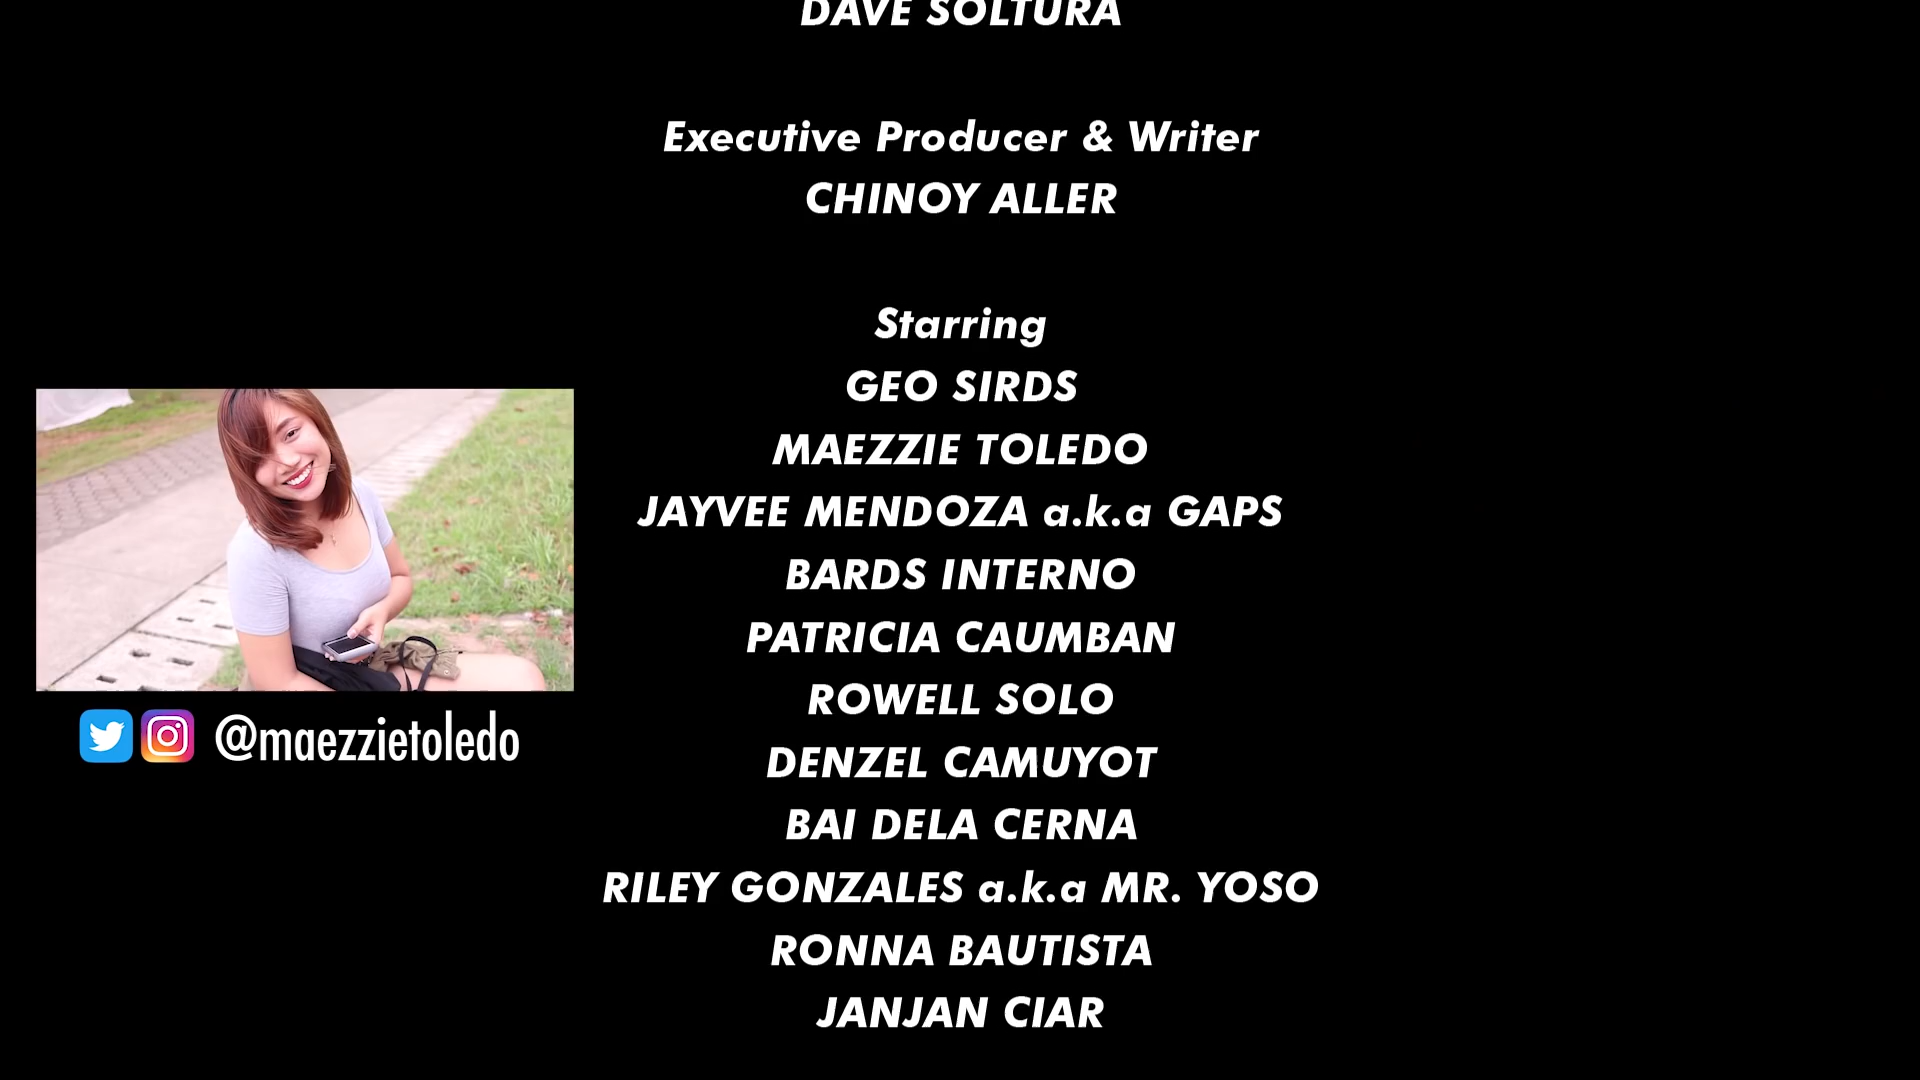 DAVE SOLTURA
Executive Producer & Writer
CHINOY ALLER
Starring
GEO SIRDS
MAEZZIE TOLEDO
JAYVEE MENDOZA a.k.a GAPS
BARDS INTERNO
PATRICIA CAUMBAN
ROWELL SOLO
DENZEL CAMUYOT
BAI DELA CERNA
RILEY GONZALES a.k.a MR. YOSO
RONNA BAUTISTA
JANJAN CIAR
@maezzietoledo